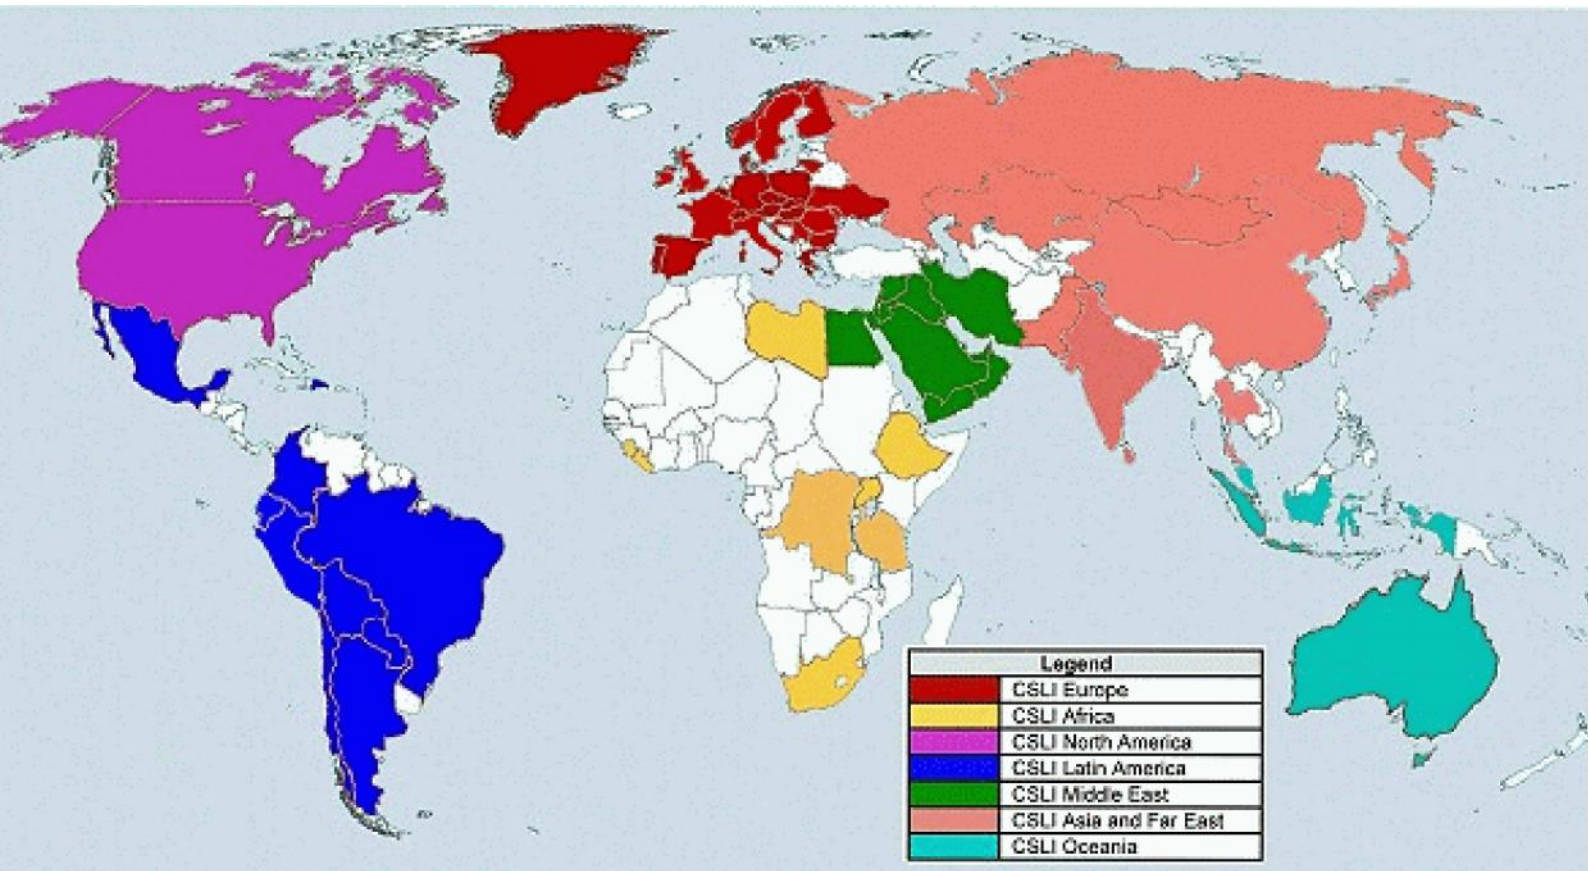 Legend
CSLI Europe
CSLI Africa
CSLI North America
CSLI Latin America
CSLI Middle East
CSLI Asia and Far East
CSLI Oceania